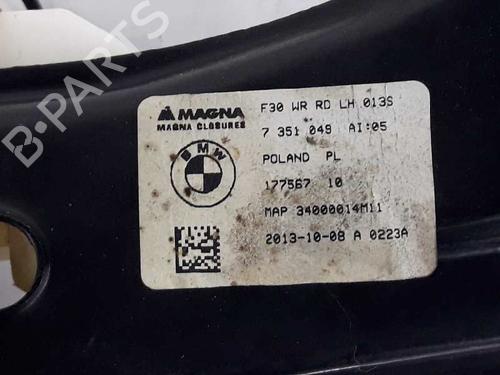 MAGNA
MAGNA CLOSURES
BMW
F30 WR RD LH 013S
7 351 049 AI:05
POLAND PL
177567 10
MAP 34000014M11
2013-10-08 A 0223A
B-PARTS